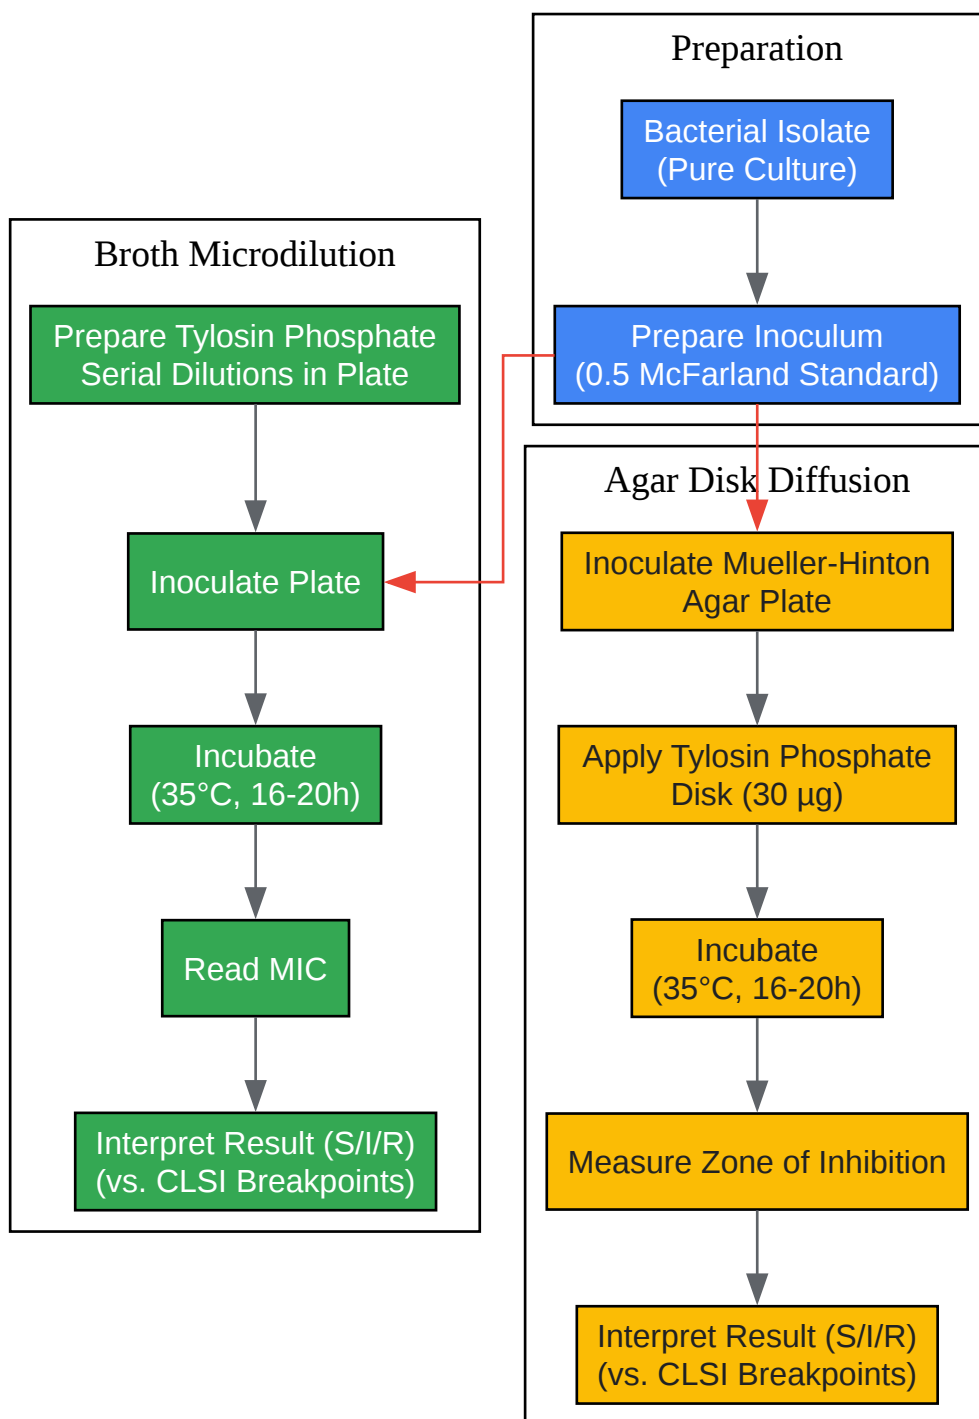 Preparation
Bacterial Isolate
(Pure Culture)
Prepare Inoculum
(0.5 McFarland Standard)
Broth Microdilution
Prepare Tylosin Phosphate
Serial Dilutions in Plate
Inoculate Plate
Incubate
(35°C, 16-20h)
Read MIC
Interpret Result (S/I/R)
(vs. CLSI Breakpoints)
Agar Disk Diffusion
Inoculate Mueller-Hinton
Agar Plate
Apply Tylosin Phosphate
Disk (30 µg)
Incubate
(35°C, 16-20h)
Measure Zone of Inhibition
Interpret Result (S/I/R)
(vs. CLSI Breakpoints)